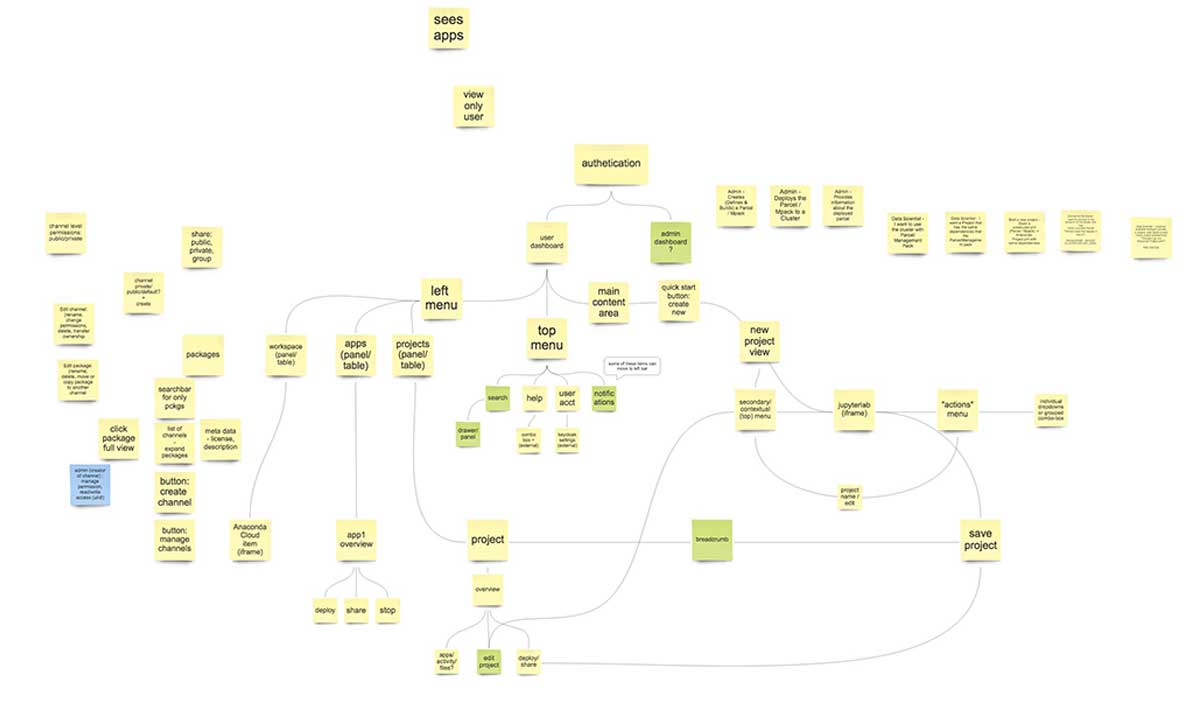 sees
apps
view
only
user
authetication
Admin -
Creates
(Defines &
Builds) a Parcel
/ Mpack
Admin -
Deploys the
Parcel /
Mpack to a
Cluster
Admin -
Provides
information
about the
deployed
parcel
Data Scientist -
I want to use
the cluster with
Parcel
Management
Pack
Data Scientist - I
want a Project that
has the same
dependencies that
the
channel level
permissions:
public/private
share:
public,
private,
group
user
dashboard
admin
dashboard
?
channel
private/
public/default?
+
create
left
menu
main
content
area
quick start
button:
create
new
Edit channel:
(rename,
change
permissions,
delete, transfer
ownership
packages
workspace
(panel/
table)
apps
(panel/
table)
projects
(panel/
table)
top
menu
new
project
view
some of these items can
move to left bar
Edit package:
(rename,
delete, move or
copy package to
another
channel
searchbar
for only
pckgs
search
help
user
acct
notific
ations
secondary/
contextual
(top) menu
jupyterlab
(iframe)
"actions"
menu
individual
dropdowns
or grouped
combo-box
click
package
full view
list of
channels
-
expand
packages
meta data
- license,
description
drawer/
panel
combo
box +
(external)
keycloak
settings
(external)
admin (creator
of channel) :
manage
permission,
read/write
access (util)
button:
create
channel
project
name /
edit
button:
manage
channels
Anaconda
Cloud
item
(iframe)
app1
overview
project
breadcrumb
save
project
overview
deploy
share
stop
apps/
activity/
files?
edit
project
deploy/
share